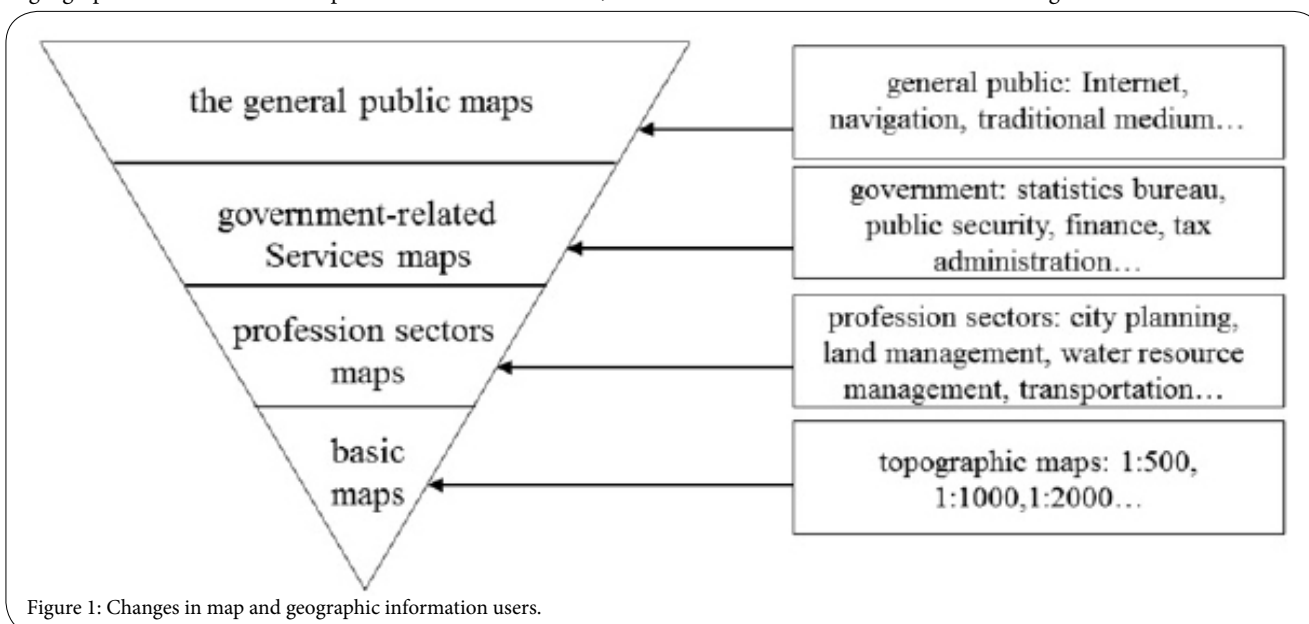 the general public maps
general public: Internet,
navigation, traditional medium...
government-related
Services maps
government: statistics bureau,
public security, finance, tax
administration...
profession sectors
maps
profession sectors: city planning,
land management, water resource
management, transportation...
basic
maps
topographic maps: 1:500,
1:1000,1:2000...
Figure 1: Changes in map and geographic information users.